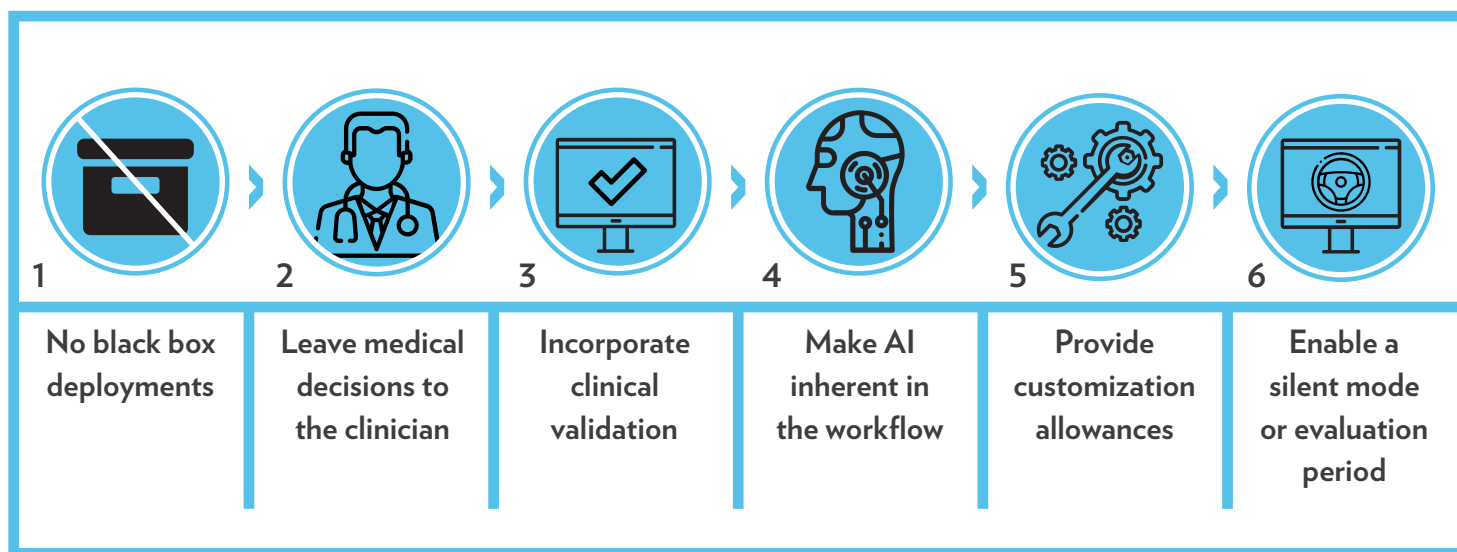 1
No black box
deployments
2
Leave medical
decisions to
the clinician
3
Incorporate
clinical
validation
4
Make AI
inherent in
the workflow
5
Provide
customization
allowances
6
Enable a
silent mode
or evaluation
period